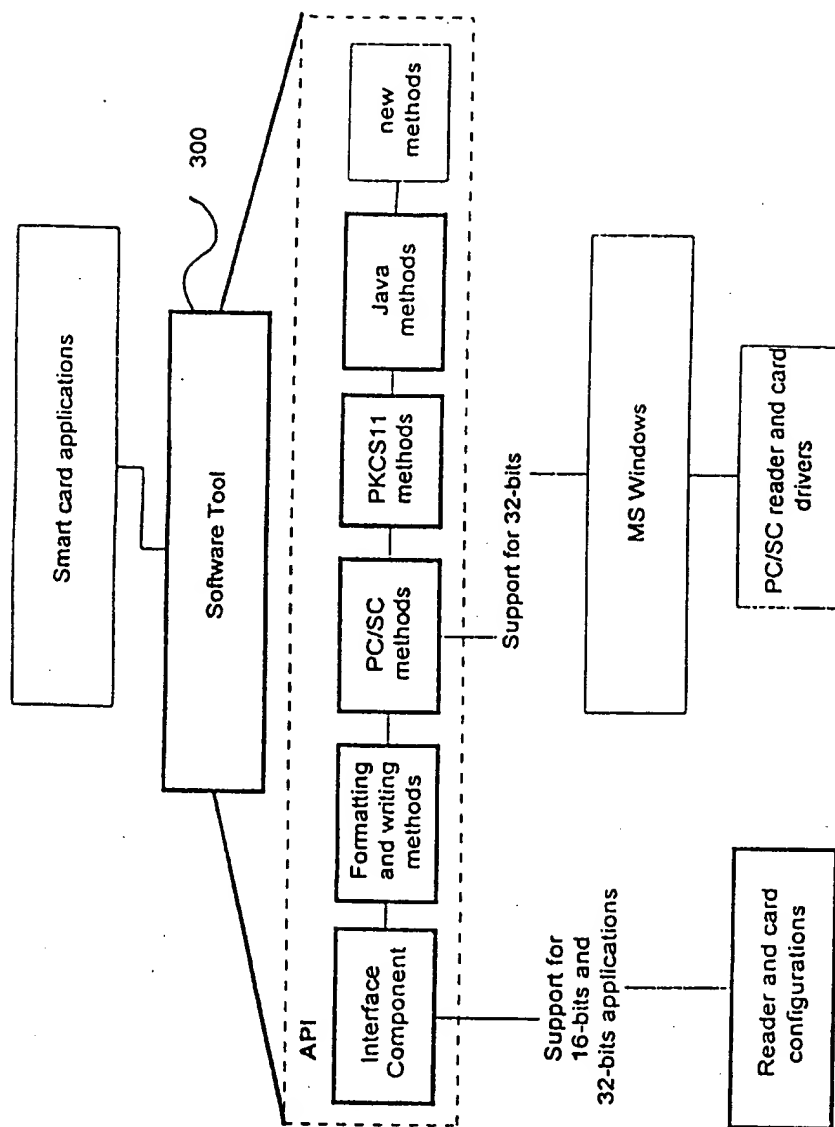 Smart card applications
300
Software Tool
API
Interface
Component
Formatting
and writing
methods
PC/SC
methods
PKCS11
methods
Java
methods
new
methods
Support for
16-bits and
32-bits applications
Support for 32-bits
Reader and card
configurations
MS Windows
PC/SC reader and card
drivers